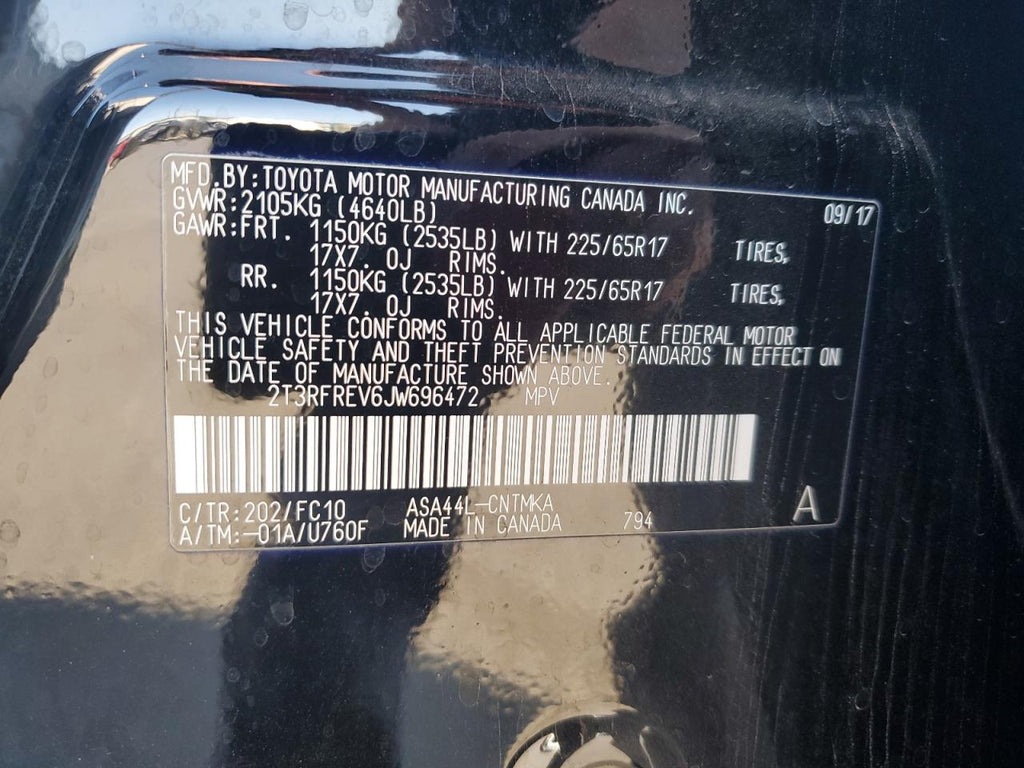 MFD.BY:TOYOTA MOTOR MANUFACTURING CANADA INC. 09/17
GVWR:2105KG (4640LB)
GAWR:FRT. 1150KG (2535LB) WITH 225/65R17 TIRES,
17X7.0J RIMS.
RR. 1150KG (2535LB) WITH 225/65R17 TIRES,
17X7.0J RIMS.
THIS VEHICLE CONFORMS TO ALL APPLICABLE FEDERAL MOTOR
VEHICLE SAFETY AND THEFT PREVENTION STANDARDS IN EFFECT ON
THE DATE OF MANUFACTURE SHOWN ABOVE.
2T3RFREV6JW696472 MPV
C/TR:202/FC10 ASA44L-CNTMKA
A/TM:-01A/U760F MADE IN CANADA 794 A